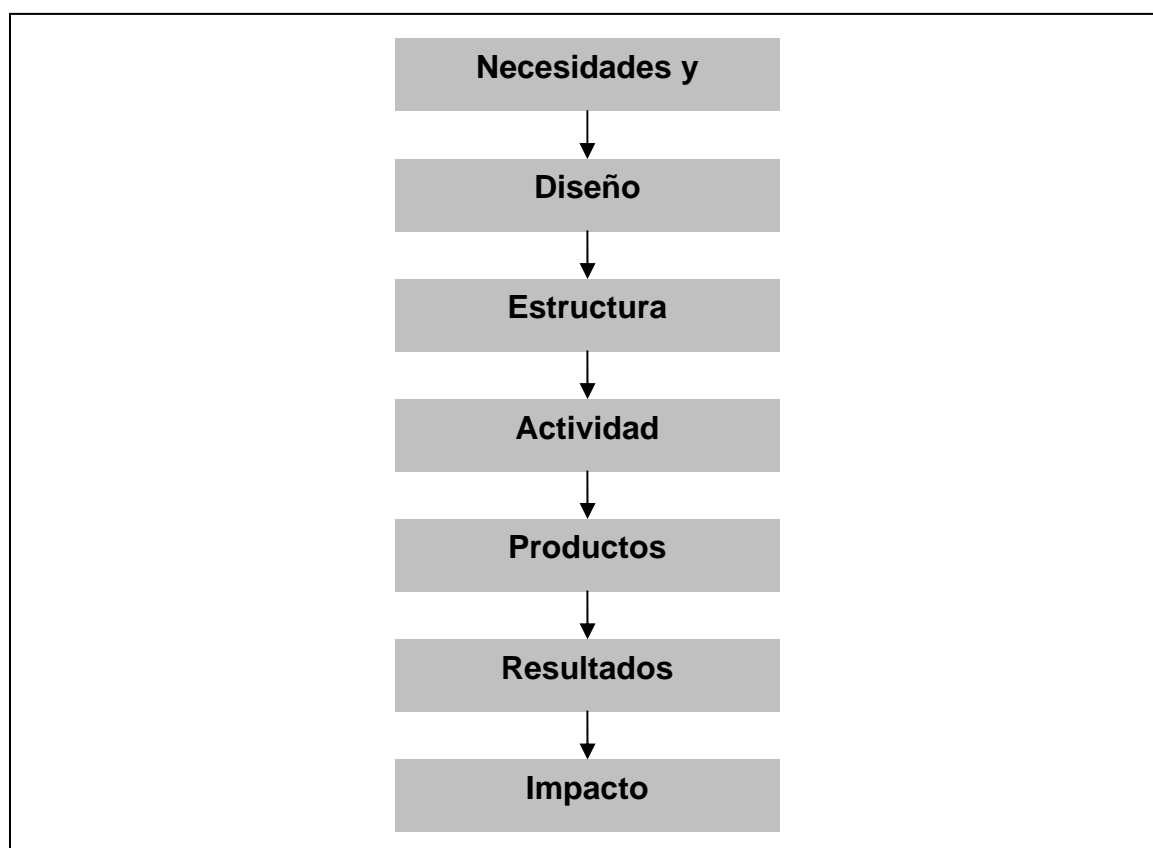 Necesidades y
Diseño
Estructura
Actividad
Productos
Resultados
Impacto